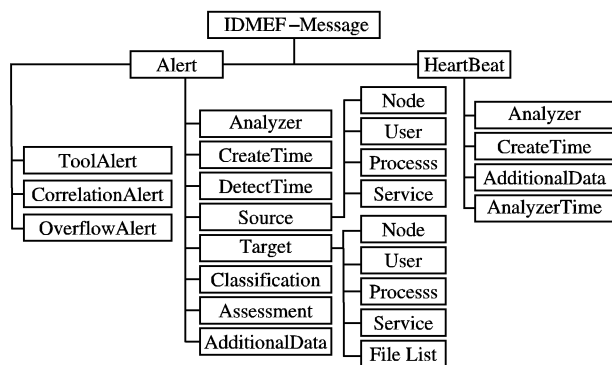 IDMEF-Message
Alert
HeartBeat
ToolAlert
CorrelationAlert
OverflowAlert
Analyzer
CreateTime
DetectTime
Source
Target
Classification
Assessment
AdditionalData
Node
User
Processs
Service
Node
User
Processs
Service
File List
Analyzer
CreateTime
AdditionalData
AnalyzerTime